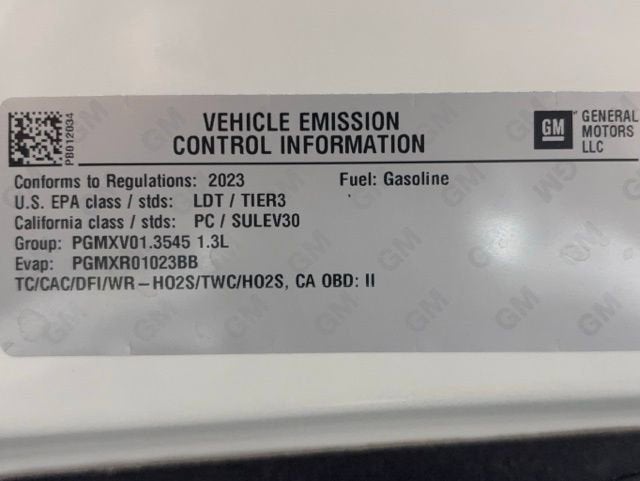 PB012034
VEHICLE EMISSION
CONTROL INFORMATION
GM
GENERAL
MOTORS
LLC
Conforms to Regulations: 2023
Fuel: Gasoline
U.S. EPA class / stds: LDT / TIER3
California class / stds: PC / SULEV30
Group: PGMXV01.3545 1.3L
Evap: PGMXR01023BB
TC/CAC/DFI/WR – HO2S/TWC/HO2S, CA OBD: II